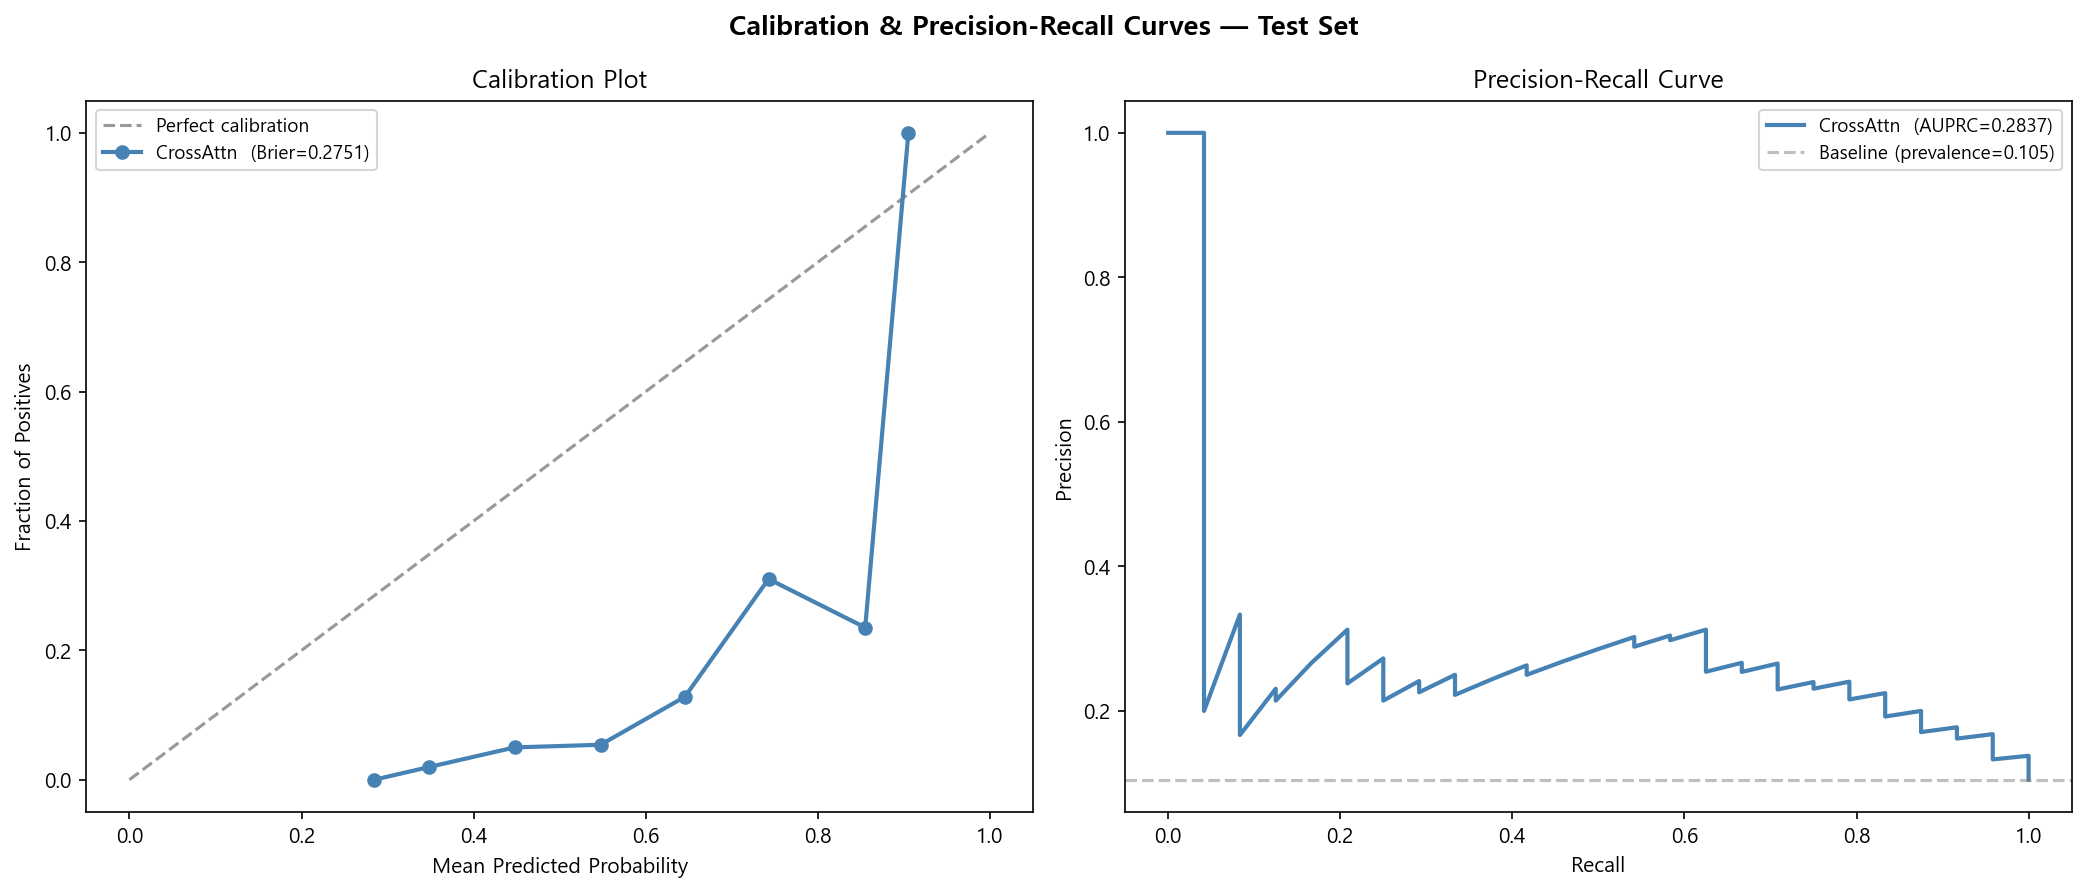 Calibration & Precision-Recall Curves — Test Set
Calibration Plot
Perfect calibration
CrossAttn (Brier=0.2751)
1.0
0.8
0.6
0.4
0.2
0.0
Fraction of Positives
0.0 0.2 0.4 0.6 0.8 1.0
Mean Predicted Probability
Precision-Recall Curve
CrossAttn (AUPRC=0.2837)
Baseline (prevalence=0.105)
1.0
0.8
0.6
0.4
0.2
Precision
0.0 0.2 0.4 0.6 0.8 1.0
Recall